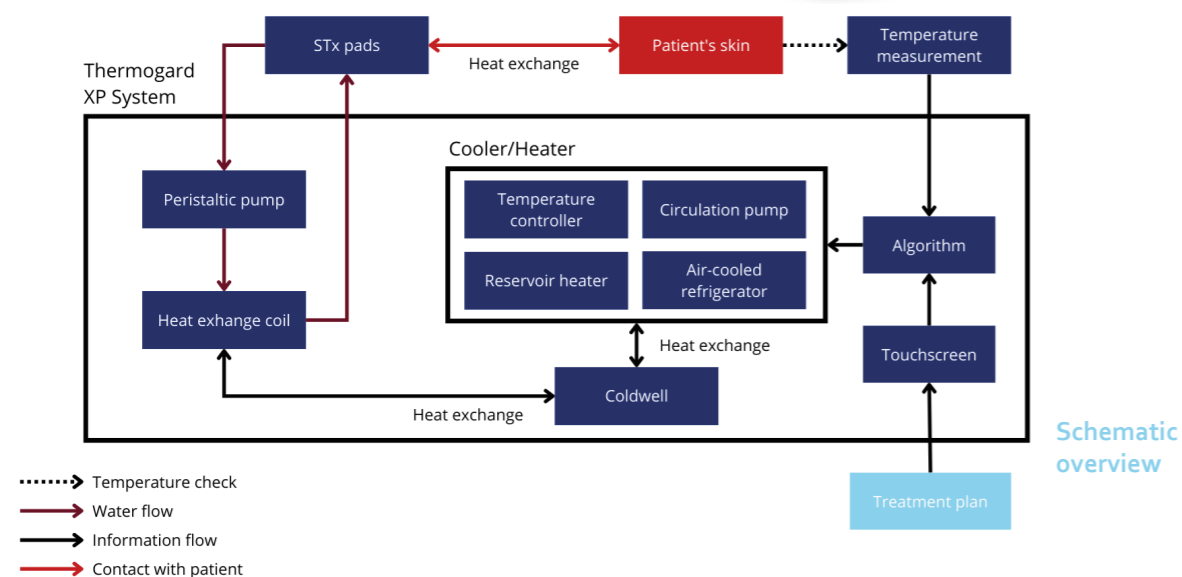 STx pads
Heat exchange
Patient's skin
Temperature
measurement
Thermogard
XP System
Cooler/Heater
Peristaltic pump
Temperature
controller
Circulation pump
Algorithm
Reservoir heater
Air-cooled
refrigerator
Heat exhange coil
Heat exchange
Touchscreen
Coldwell
Heat exchange
Schematic
overview
Treatment plan
Temperature check
Water flow
Information flow
Contact with patient